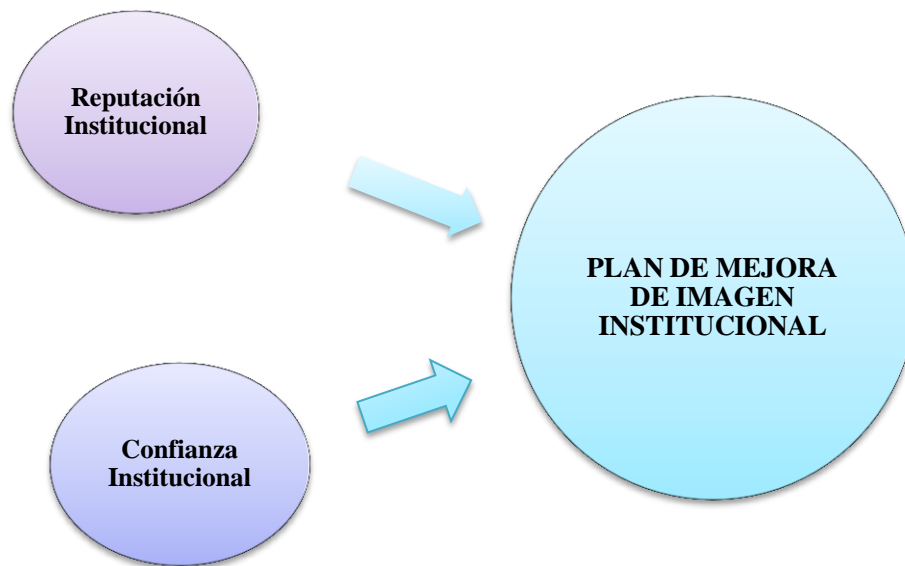 Reputación
Institucional
PLAN DE MEJORA
DE IMAGEN
INSTITUCIONAL
Confianza
Institucional